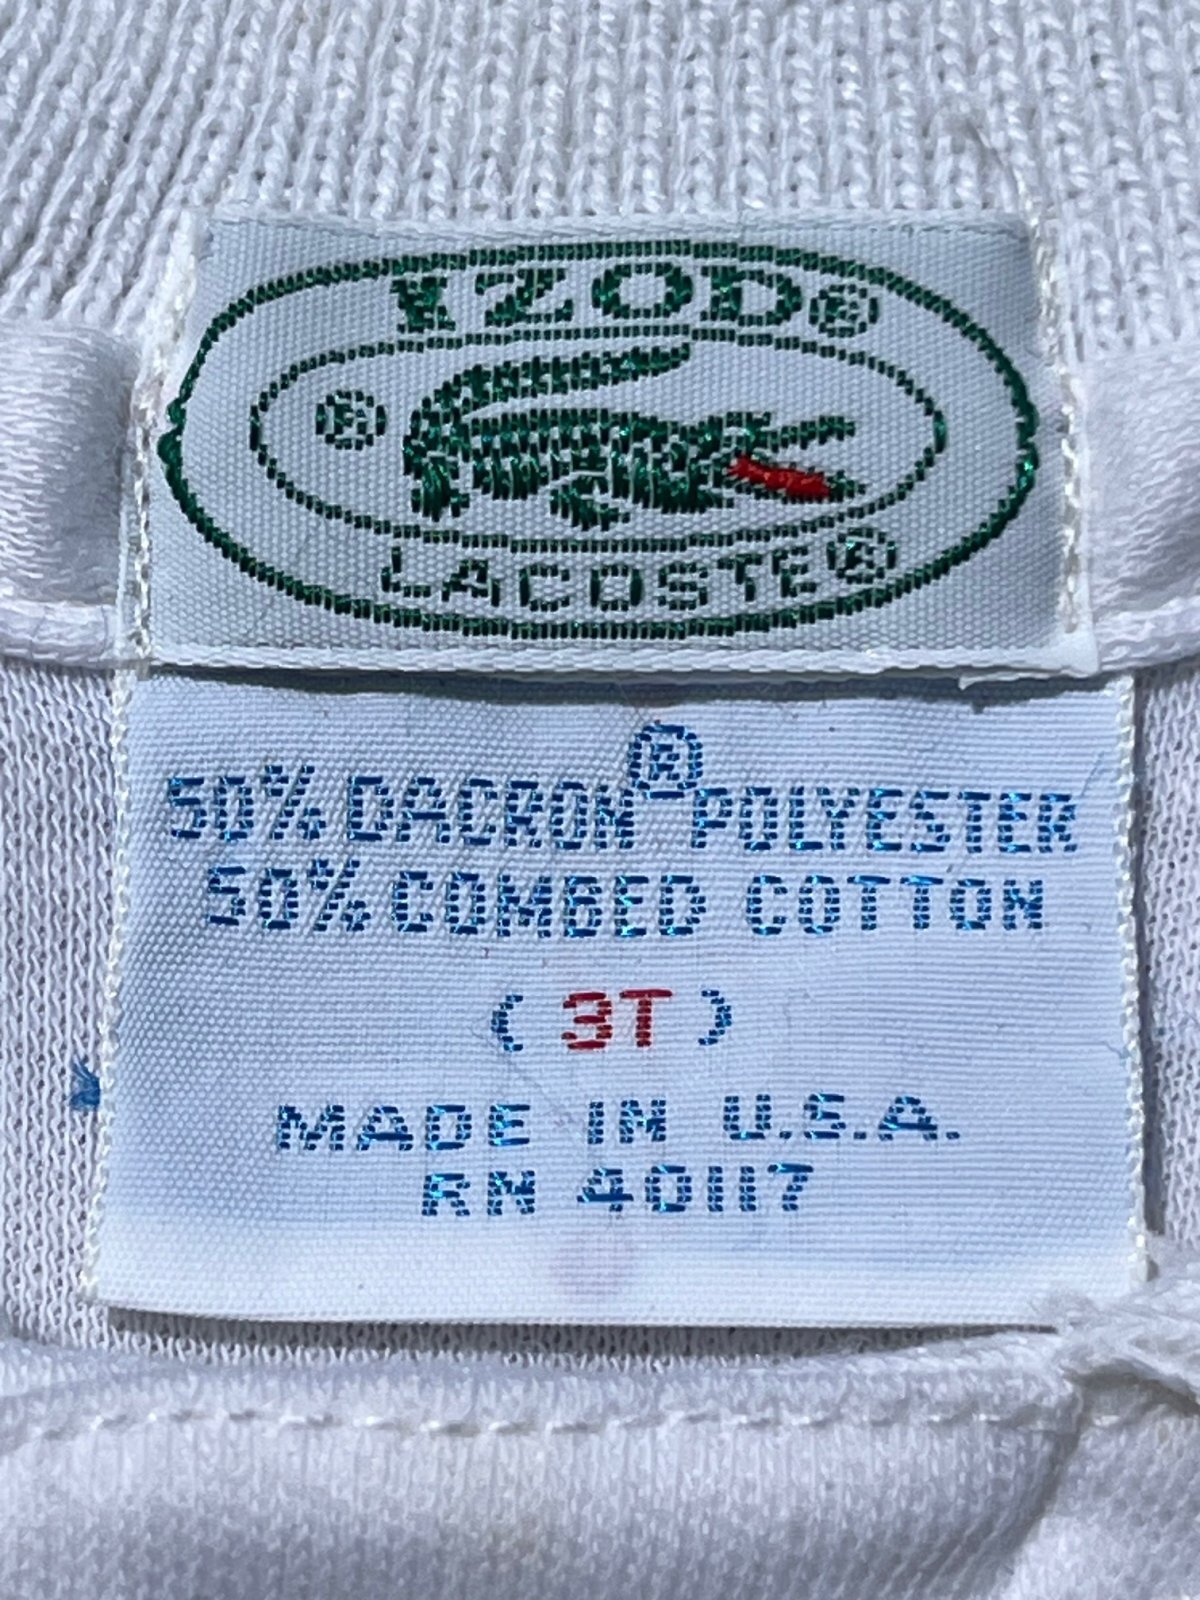 IZOD®
®
LACOSTE®
50% DACRON® POLYESTER
50% COMBED COTTON
( 3T )
MADE IN U.S.A.
RN 40117